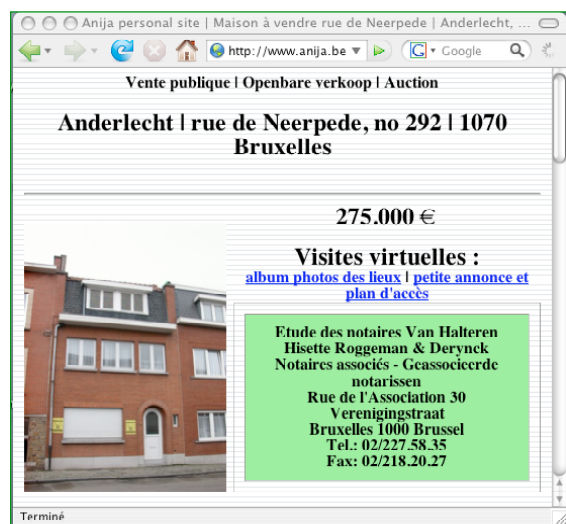 Anija personal site | Maison à vendre rue de Neerpede | Anderlecht, ...
http://www.anija.be
Google
Vente publique | Openbare verkoop | Auction
Anderlecht | rue de Neerpede, no 292 | 1070
Bruxelles
275.000 €
Visites virtuelles :
album photos des lieux | petite annonce et
plan d'accès
Etude des notaires Van Halteren
Hisette Roggeman & Derynck
Notaires associés - Geassocieerde
notarissen
Rue de l'Association 30
Verenigingstraat
Bruxelles 1000 Brussel
Tel.: 02/227.58.35
Fax: 02/218.20.27
Terminé